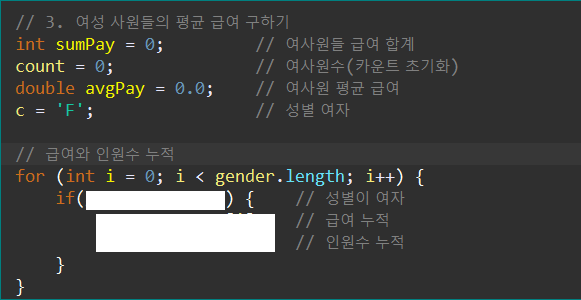 // 3. 여성 사원들의 평균 급여 구하기
int sumPay = 0; // 여사원들 급여 합계
count = 0; // 여사원수(카운트 초기화)
double avgPay = 0.0; // 여사원 평균 급여
c = 'F'; // 성별 여자
// 급여와 인원수 누적
for (int i = 0; i < gender.length; i++) {
if( ) { // 성별이 여자
// 급여 누적
// 인원수 누적
}
}